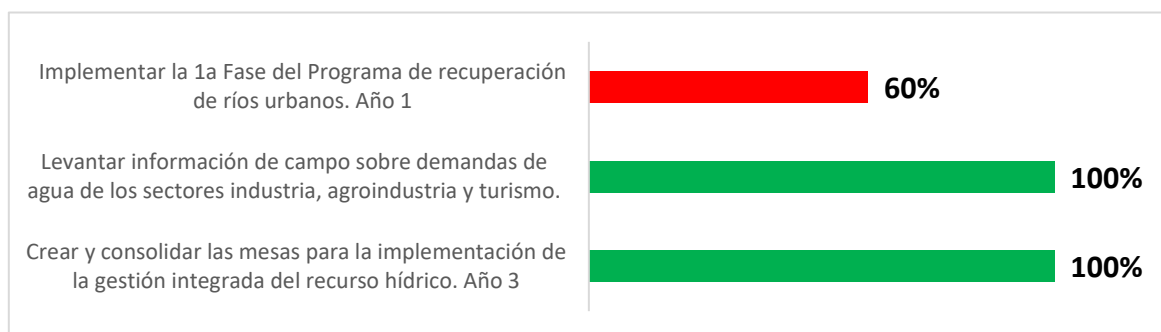 Implementar la 1a Fase del Programa de recuperación
de ríos urbanos. Año 1
60%
Levantar información de campo sobre demandas de
agua de los sectores industria, agroindustria y turismo.
100%
Crear y consolidar las mesas para la implementación de
la gestión integrada del recurso hídrico. Año 3
100%